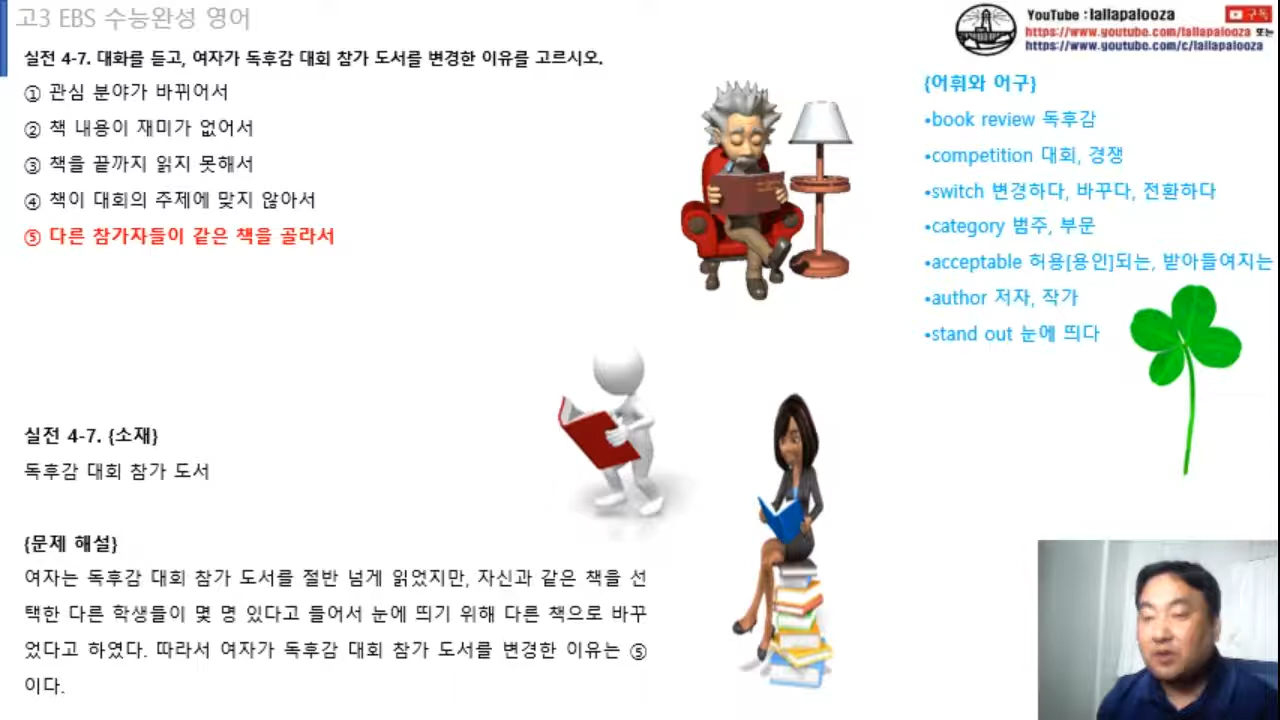 고3 EBS 수능완성 영어
실전 4-7. 대화를 듣고, 여자가 독후감 대회 참가 도서를 변경한 이유를 고르시오.
① 관심 분야가 바뀌어서
② 책 내용이 재미가 없어서
③ 책을 끝까지 읽지 못해서
④ 책이 대회의 주제에 맞지 않아서
⑤ 다른 참가자들이 같은 책을 골라서
실전 4-7. {소재}
독후감 대회 참가 도서
{문제 해설}
여자는 독후감 대회 참가 도서를 절반 넘게 읽었지만, 자신과 같은 책을 선
택한 다른 학생들이 몇 명 있다고 들어서 눈에 띄기 위해 다른 책으로 바꾸
었다고 하였다. 따라서 여자가 독후감 대회 참가 도서를 변경한 이유는 ⑤
이다.
YouTube : lallapalooza
구독
https://www.youtube.com/lallapalooza 또는
https://www.youtube.com/c/lallapalooza
{어휘와 어구}
•book review 독후감
•competition 대회, 경쟁
•switch 변경하다, 바꾸다, 전환하다
•category 범주, 부문
•acceptable 허용[용인]되는, 받아들여지는
•author 저자, 작가
•stand out 눈에 띄다